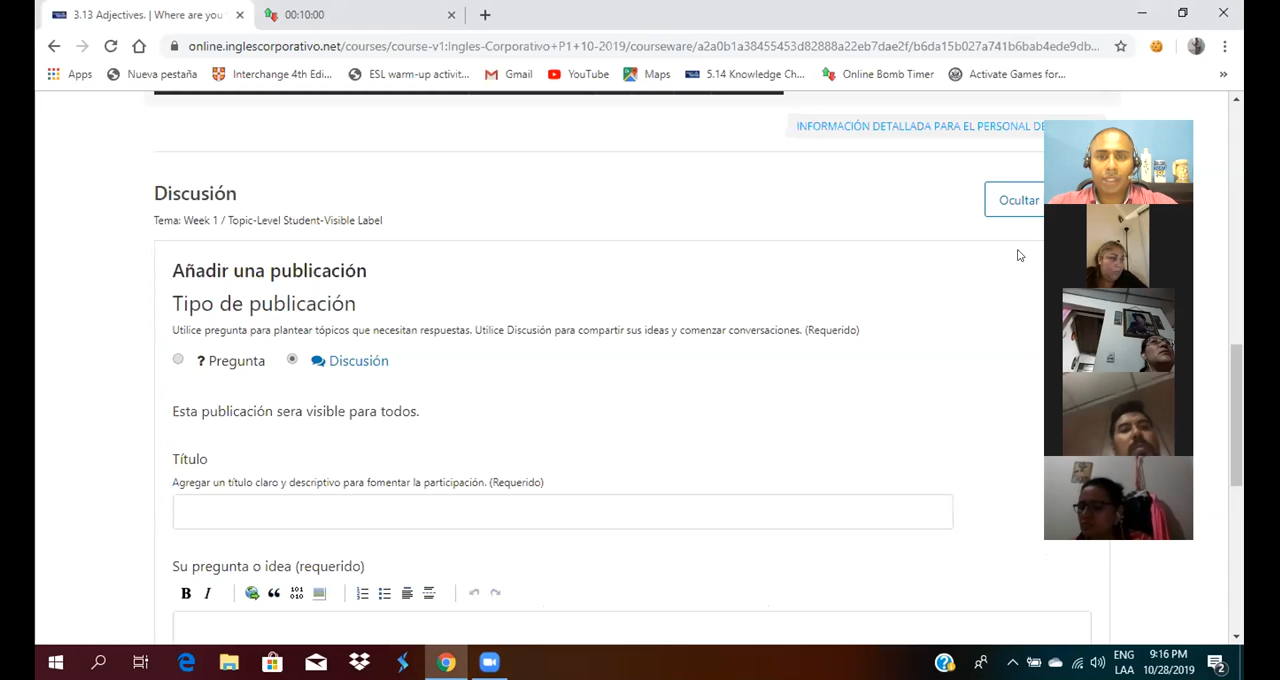 3.13 Adjectives. | Where are you
00:10:00
online.inglescorporativo.net/courses/course-v1:Ingles-Corporativo+P1+10-2019/courseware/a2a0b1a38455453d82888a22eb7dae2f/b6da15b027a741b6bab4ede9db...
Apps Nueva pestaña Interchange 4th Edi... ESL warm-up activit... Gmail YouTube Maps 5.14 Knowledge Ch... Online Bomb Timer Activate Games for... »
INFORMACIÓN DETALLADA PARA EL PERSONAL DE
Discusión
Ocultar
Tema: Week 1 / Topic-Level Student-Visible Label
Añadir una publicación
Tipo de publicación
Utilice pregunta para plantear tópicos que necesitan respuestas. Utilice Discusión para compartir sus ideas y comenzar conversaciones. (Requerido)
? Pregunta Discusión
Esta publicación sera visible para todos.
Título
Agregar un título claro y descriptivo para fomentar la participación. (Requerido)
Su pregunta o idea (requerido)
B I
ENG 9:16 PM
LAA 10/28/2019 2